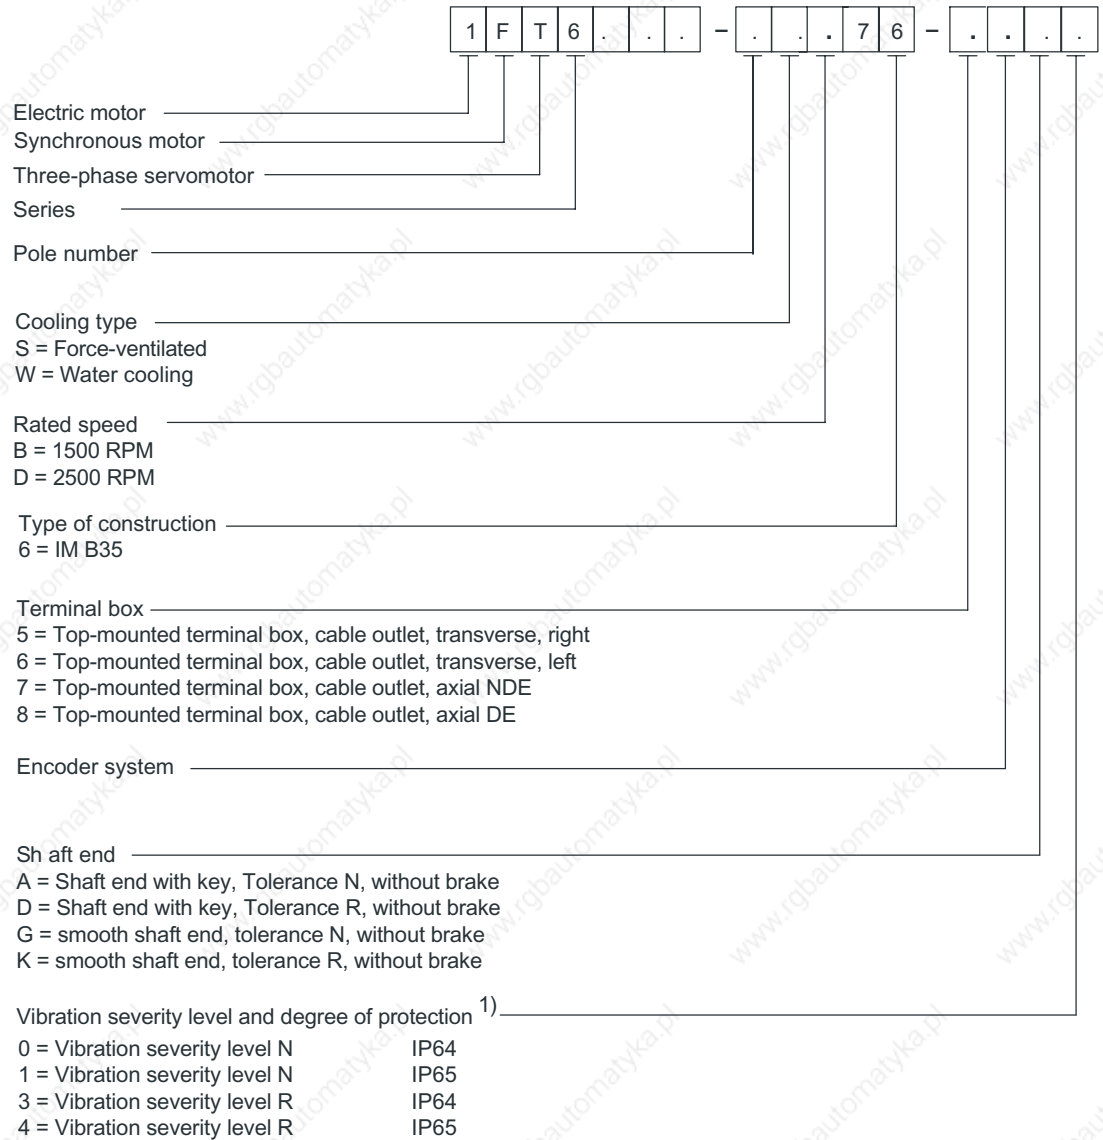 1 F T 6 . . . – . . . 7 6 – . . . .
Electric motor
Synchronous motor
Three-phase servomotor
Series
Pole number
Cooling type
S = Force-ventilated
W = Water cooling
Rated speed
B = 1500 RPM
D = 2500 RPM
Type of construction
6 = IM B35
Terminal box
5 = Top-mounted terminal box, cable outlet, transverse, right
6 = Top-mounted terminal box, cable outlet, transverse, left
7 = Top-mounted terminal box, cable outlet, axial NDE
8 = Top-mounted terminal box, cable outlet, axial DE
Encoder system
Sh aft end
A = Shaft end with key, Tolerance N, without brake
D = Shaft end with key, Tolerance R, without brake
G = smooth shaft end, tolerance N, without brake
K = smooth shaft end, tolerance R, without brake
Vibration severity level and degree of protection 1)
0 = Vibration severity level N IP64
1 = Vibration severity level N IP65
3 = Vibration severity level R IP64
4 = Vibration severity level R IP65
www.rgbautomatyka.pl